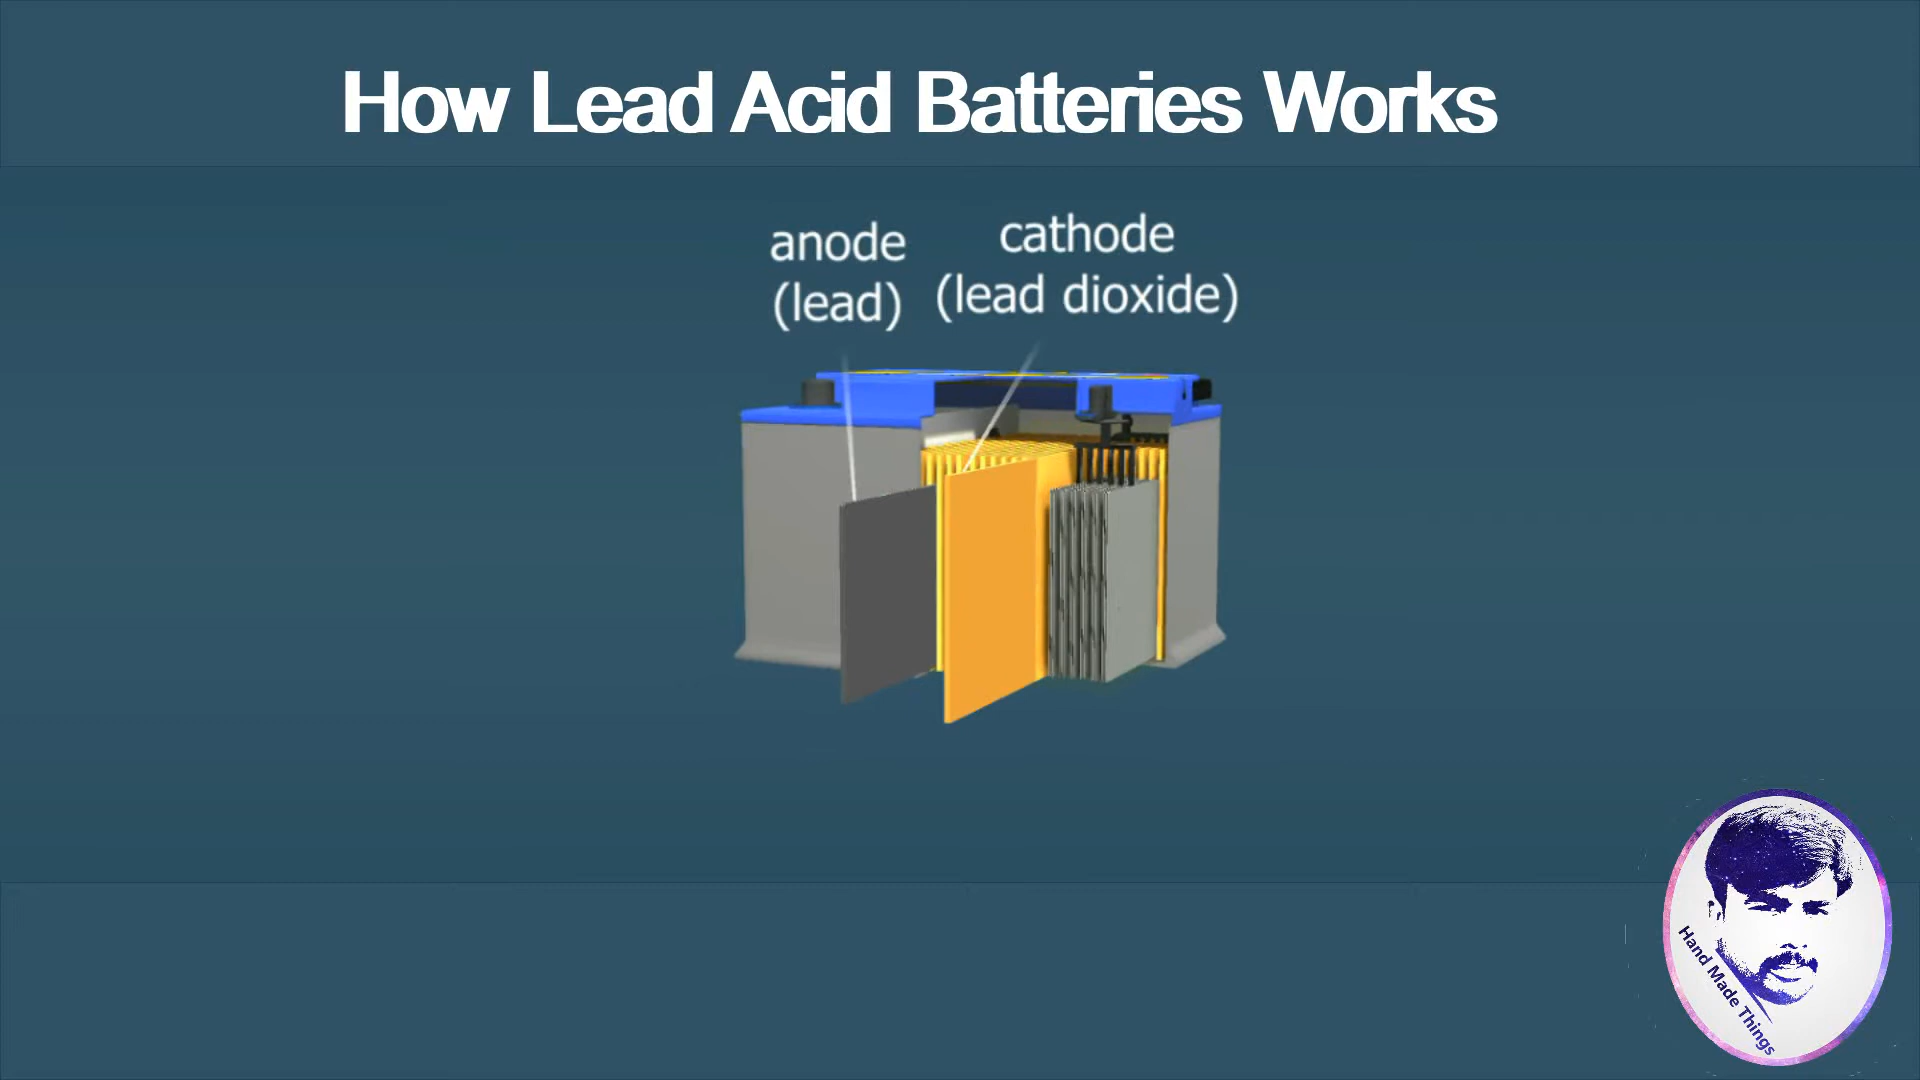 How Lead Acid Batteries Works
anode
(lead)
cathode
(lead dioxide)
Hand Made Things